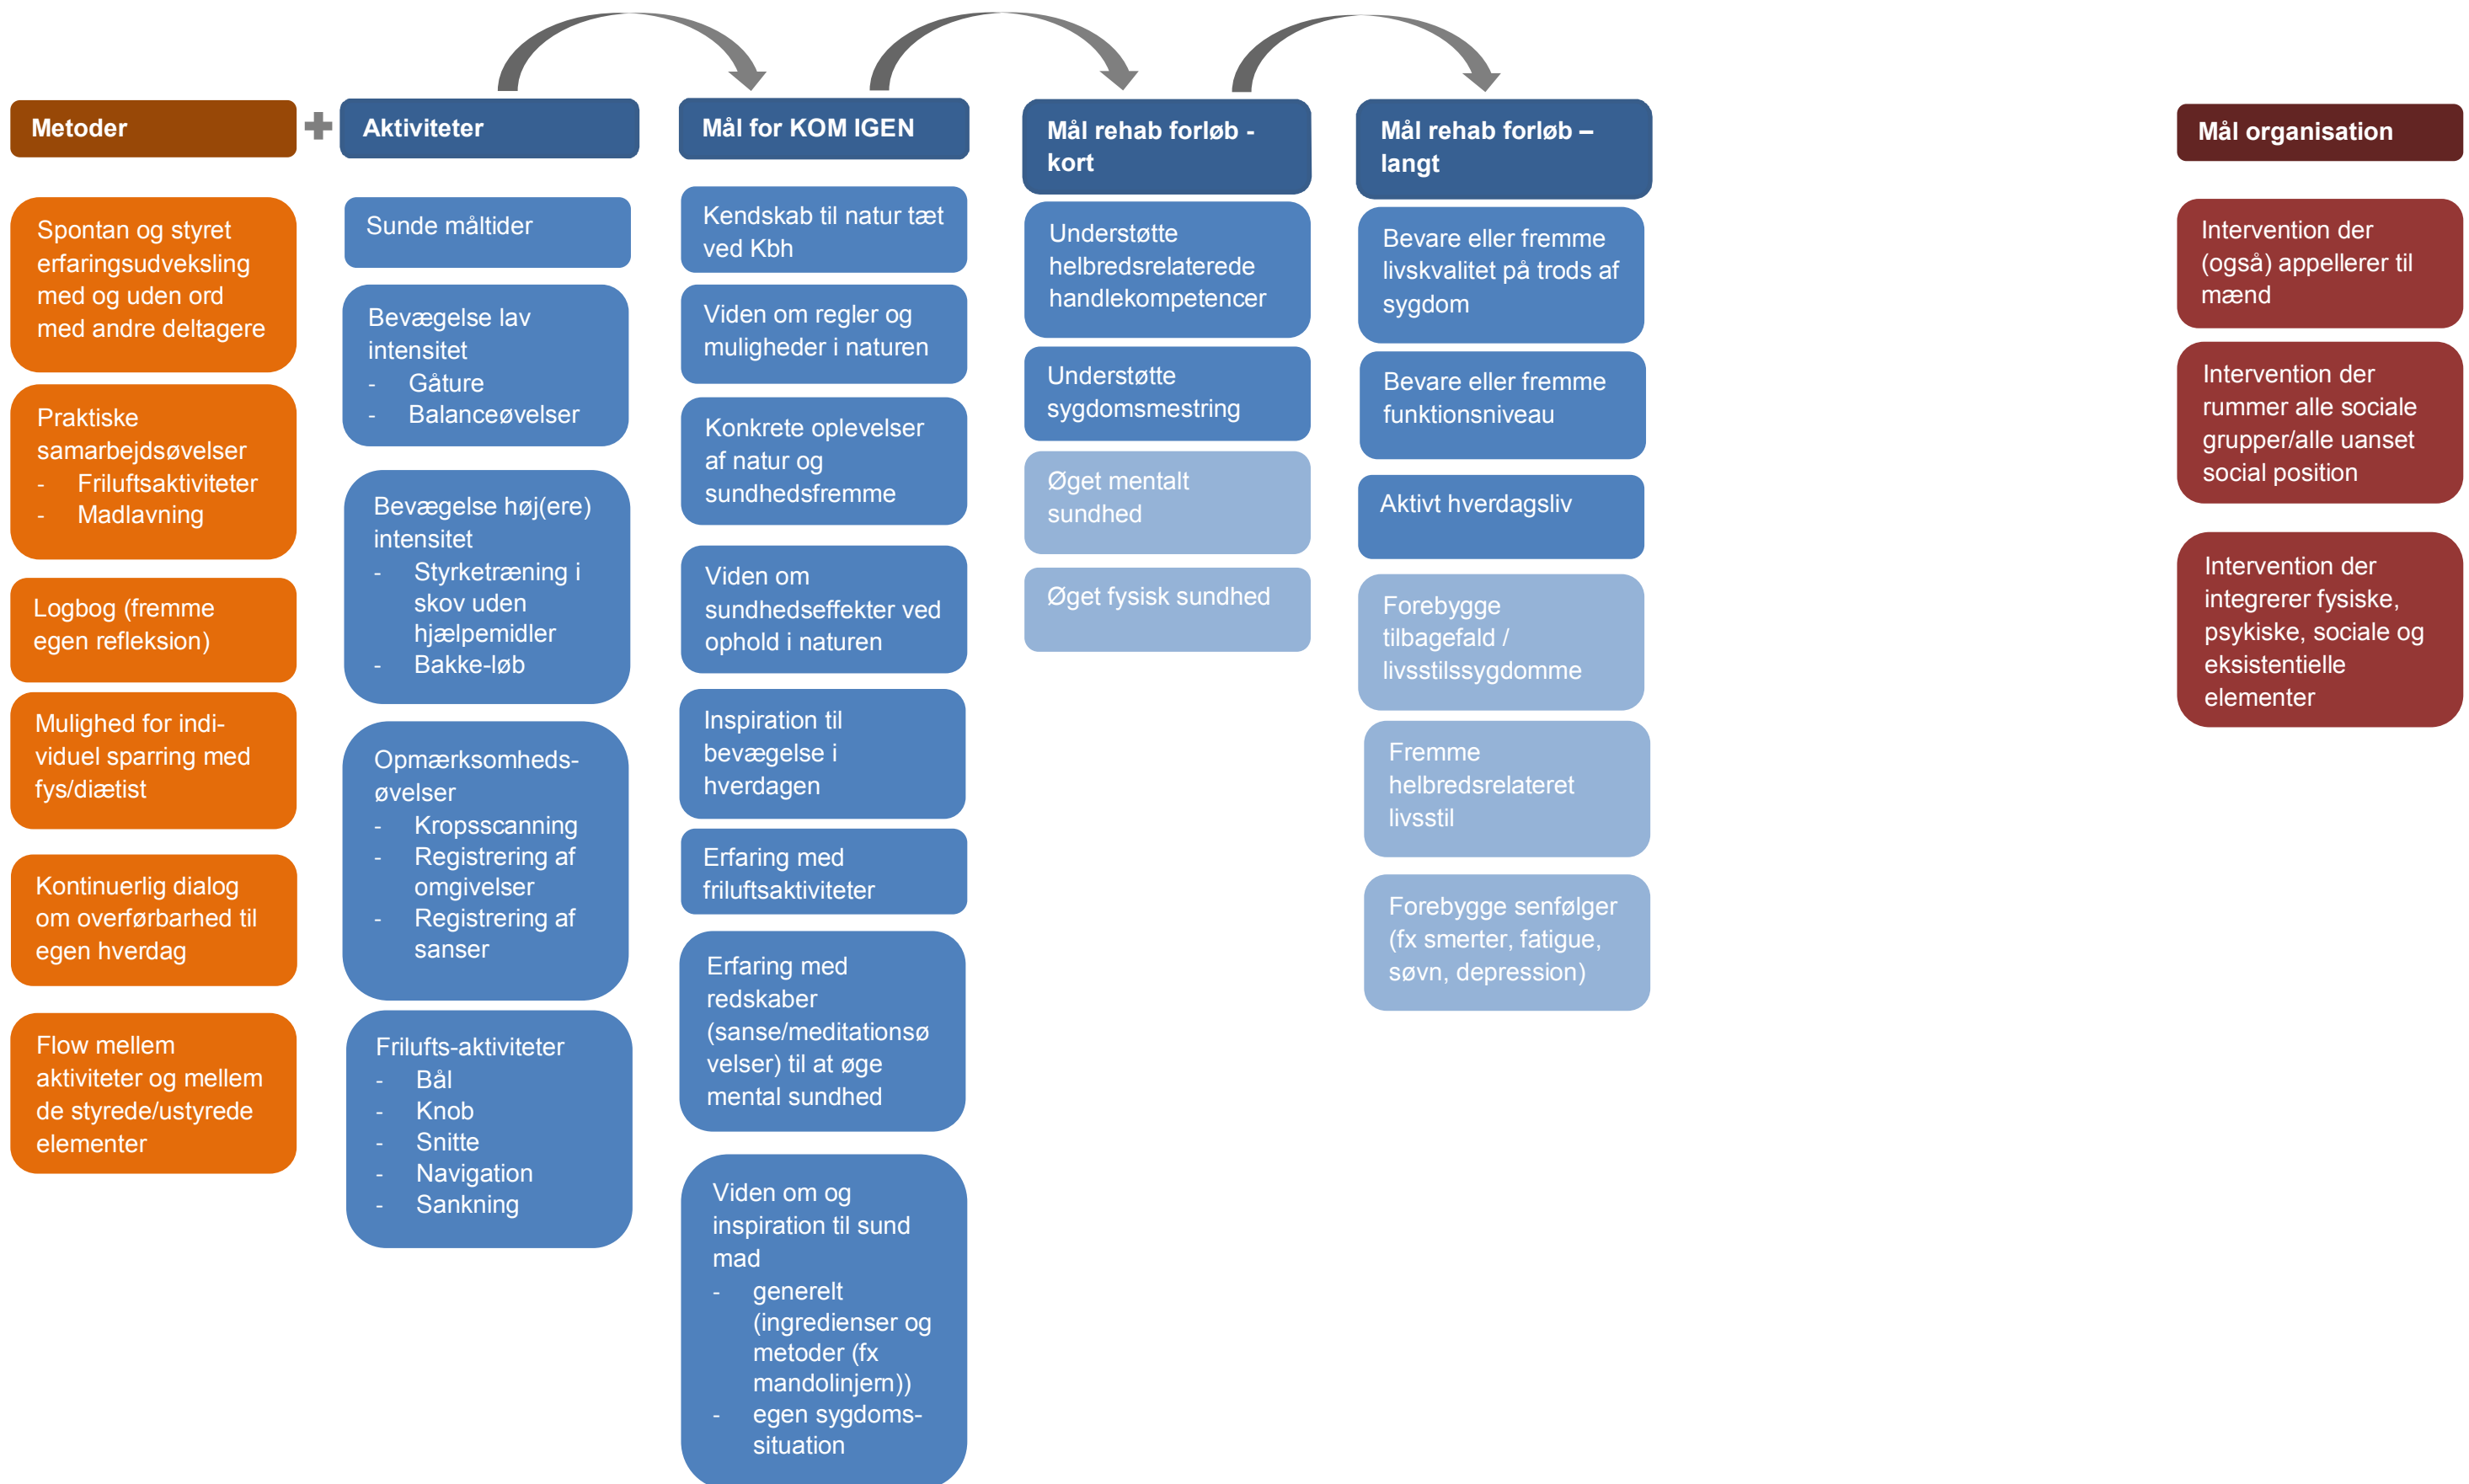 Metoder
Spontan og styret
erfaringsudveksling
med og uden ord
med andre deltagere
Praktiske
samarbejdsøvelser
- Friluftsaktiviteter
- Madlavning
Logbog (fremme
egen refleksion)
Mulighed for indi-
viduel sparring med
fys/diætist
Kontinuerlig dialog
om overførbarhed til
egen hverdag
Flow mellem
aktiviteter og mellem
de styrede/ustyrede
elementer
Aktiviteter
Sunde måltider
Bevægelse lav
intensitet
- Gåture
- Balanceøvelser
Bevægelse høj(ere)
intensitet
- Styrketræning i
skov uden
hjælpemidler
- Bakke-løb
Opmærksomheds-
øvelser
- Kropsscanning
- Registrering af
omgivelser
- Registrering af
sanser
Frilufts-aktiviteter
- Bål
- Knob
- Snitte
- Navigation
- Sankning
Mål for KOM IGEN
Kendskab til natur tæt
ved Kbh
Viden om regler og
muligheder i naturen
Konkrete oplevelser
af natur og
sundhedsfremme
Viden om
sundhedseffekter ved
ophold i naturen
Inspiration til
bevægelse i
hverdagen
Erfaring med
friluftsaktiviteter
Erfaring med
redskaber
(sanse/meditationsø
velser) til at øge
mental sundhed
Viden om og
inspiration til sund
mad
- generelt
(ingredienser og
metoder (fx
mandolinjern))
- egen sygdoms-
situation
Mål rehab forløb -
kort
Understøtte
helbredsrelaterede
handlekompetencer
Understøtte
sygdomsmestring
Øget mentalt
sundhed
Øget fysisk sundhed
Mål rehab forløb –
langt
Bevare eller fremme
livskvalitet på trods af
sygdom
Bevare eller fremme
funktionsniveau
Aktivt hverdagsliv
Forebygge
tilbagefald /
livsstilssygdomme
Fremme
helbredsrelateret
livsstil
Forebygge senfølger
(fx smerter, fatigue,
søvn, depression)
Mål organisation
Intervention der
(også) appellerer til
mænd
Intervention der
rummer alle sociale
grupper/alle uanset
social position
Intervention der
integrerer fysiske,
psykiske, sociale og
eksistentielle
elementer